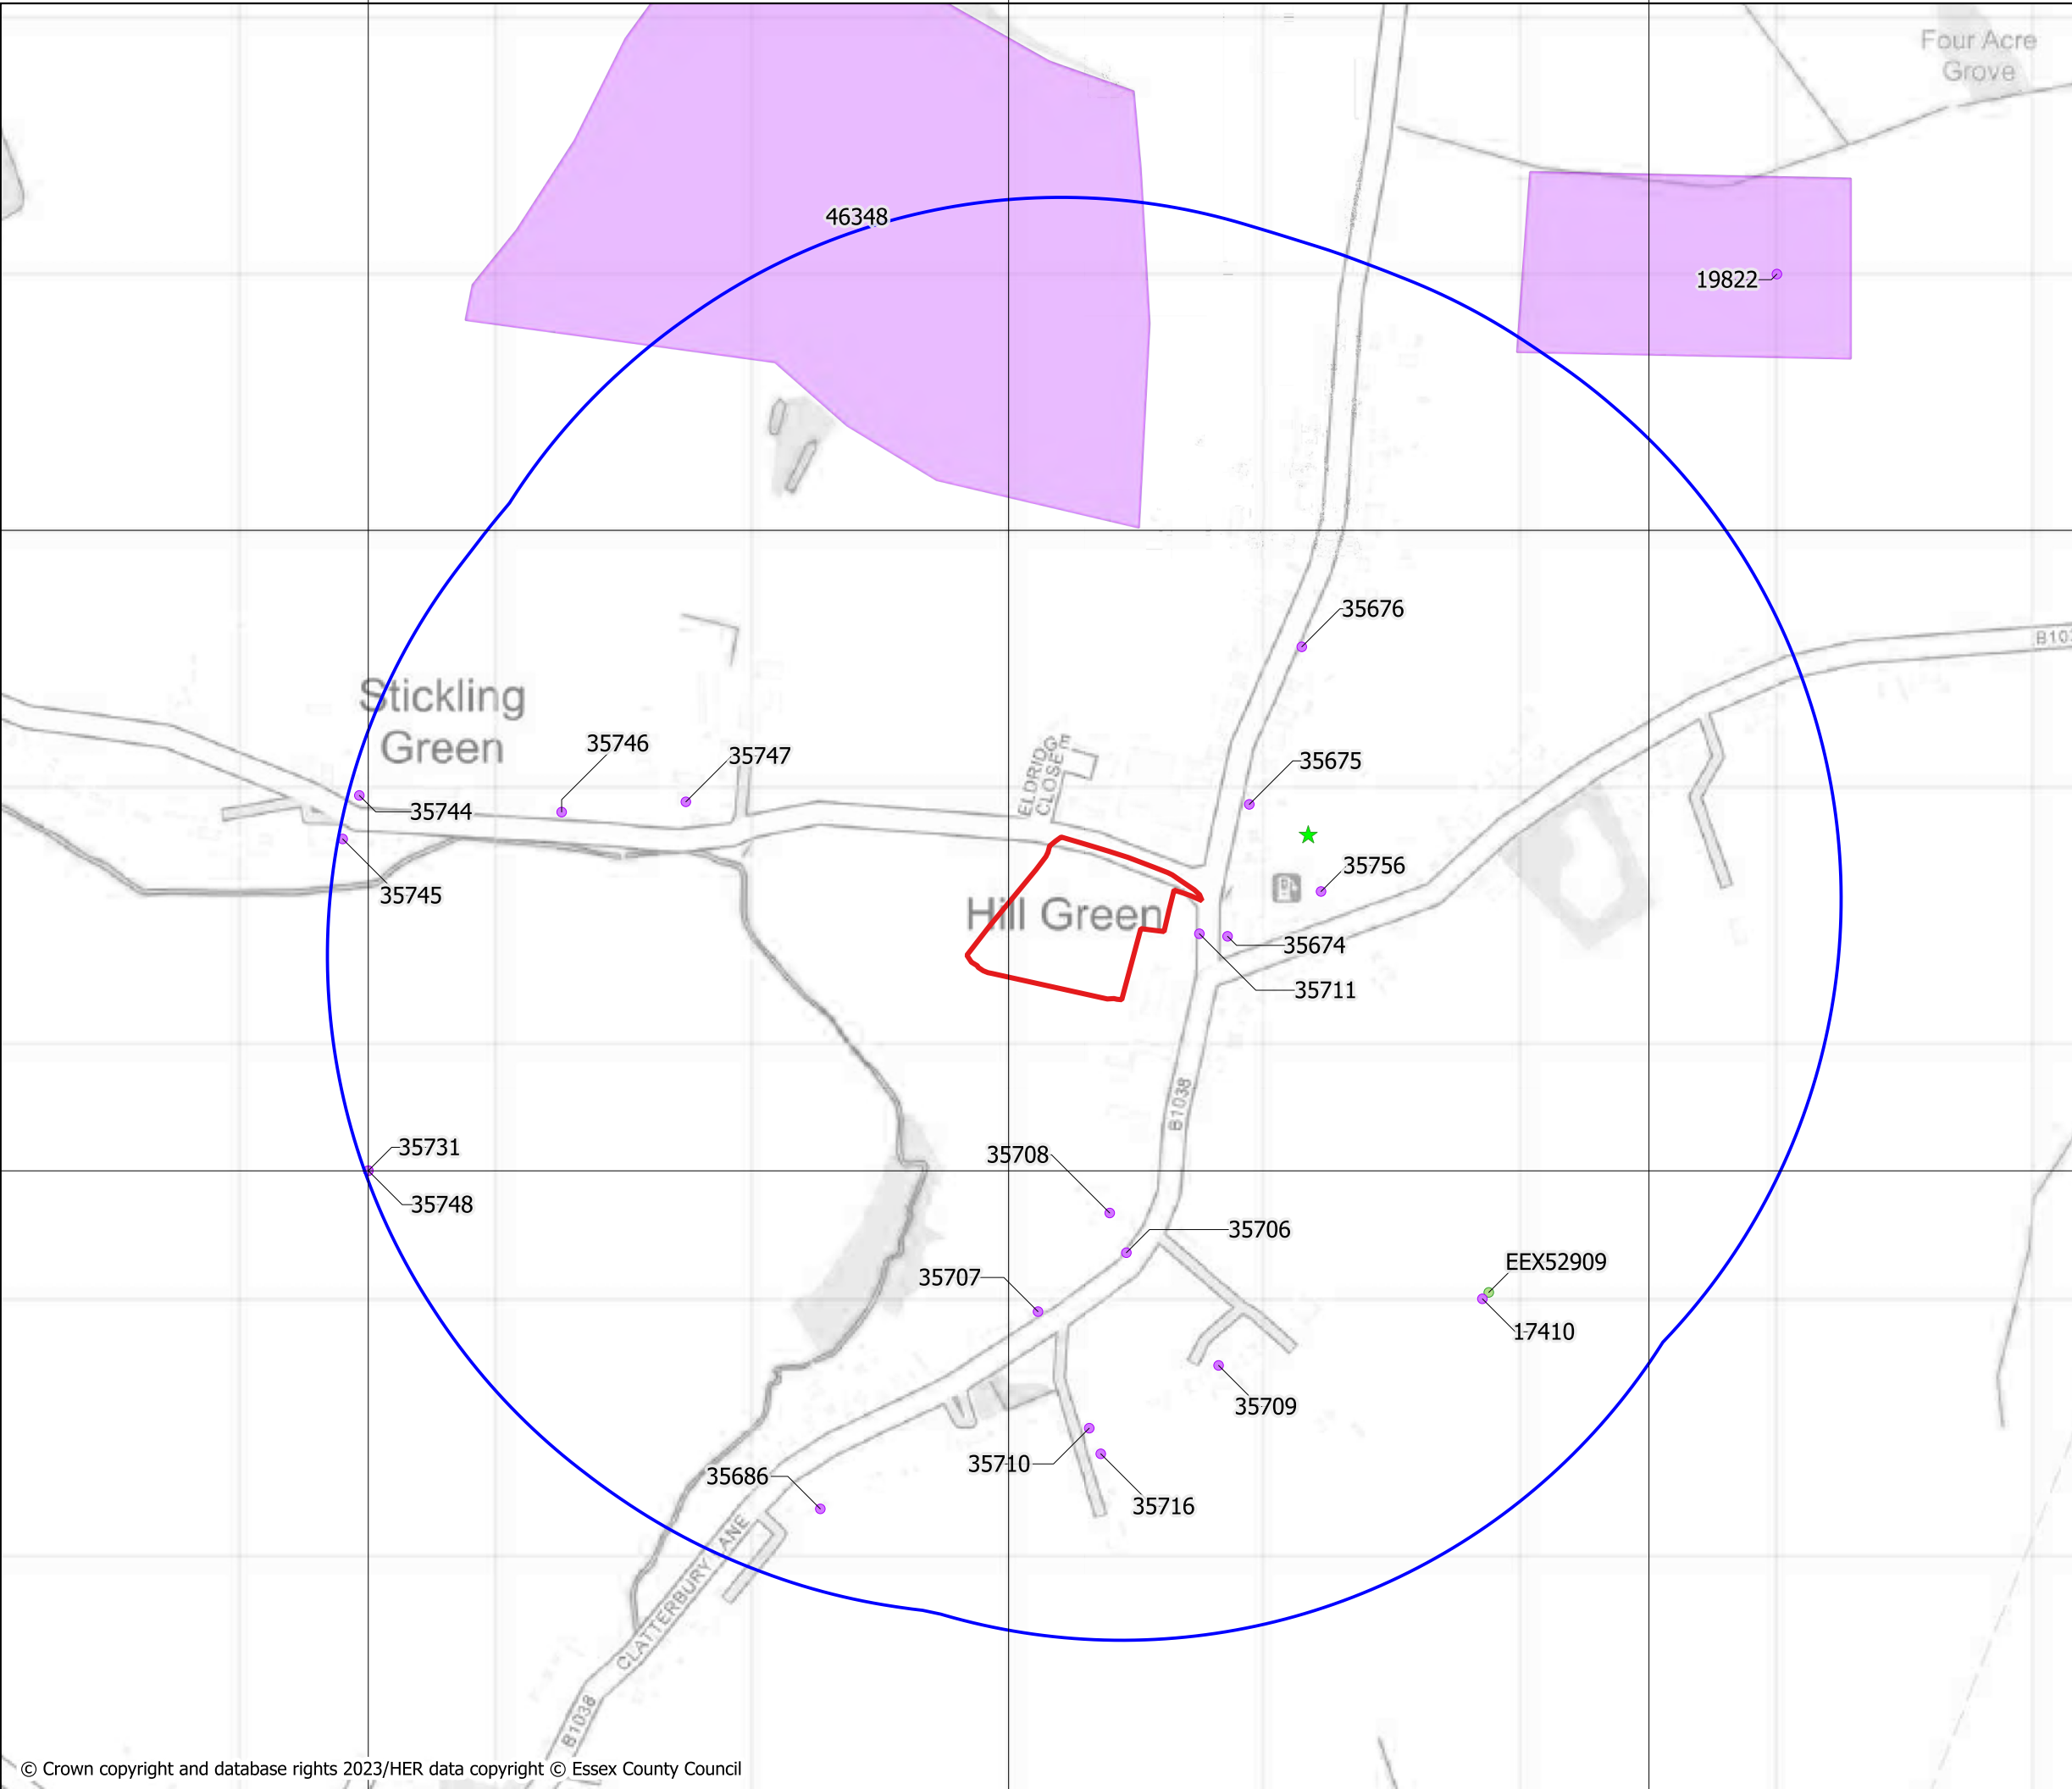 Four Acre
Grove
46348
19822
35676
B103
Stickling
Green
35746
35747
ELDRIDGE
CLOSE
35675
35744
35756
35745
Hill Green
35674
35711
B1038
35731
35708
35748
35706
EEX52909
35707
17410
35709
35710
35686
35716
CLATTERBURY LANE
B1038
© Crown copyright and database rights 2023/HER data copyright © Essex County Council